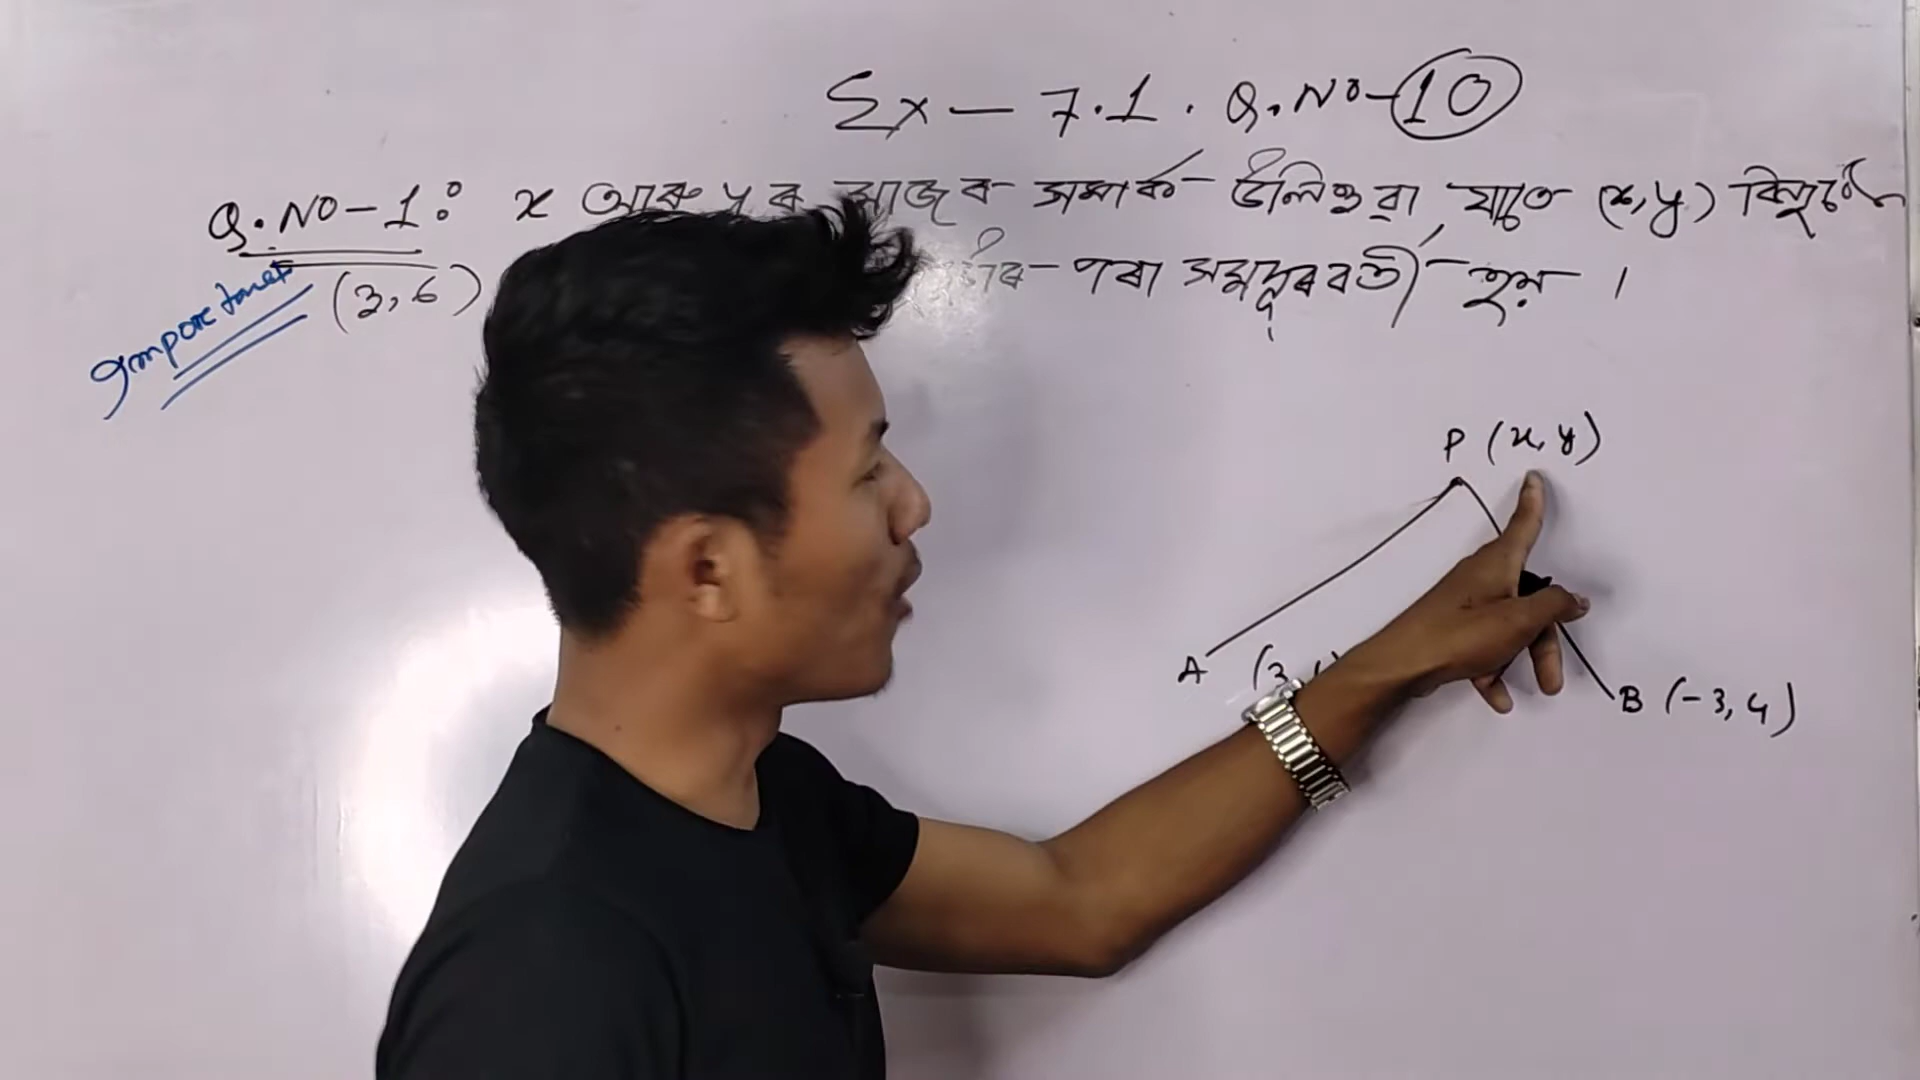 Ex - 7.1. Q.NO-10
Q.NO-1: x আৰু y ৰ মাজৰ সম্পৰ্ক উলিওৱা যাতে (x,y) বিন্দুটো
(3,6) পৰা সমদূৰৱৰ্তী হয় ।
Importance
P (x, y)
A
B (-3, 4)